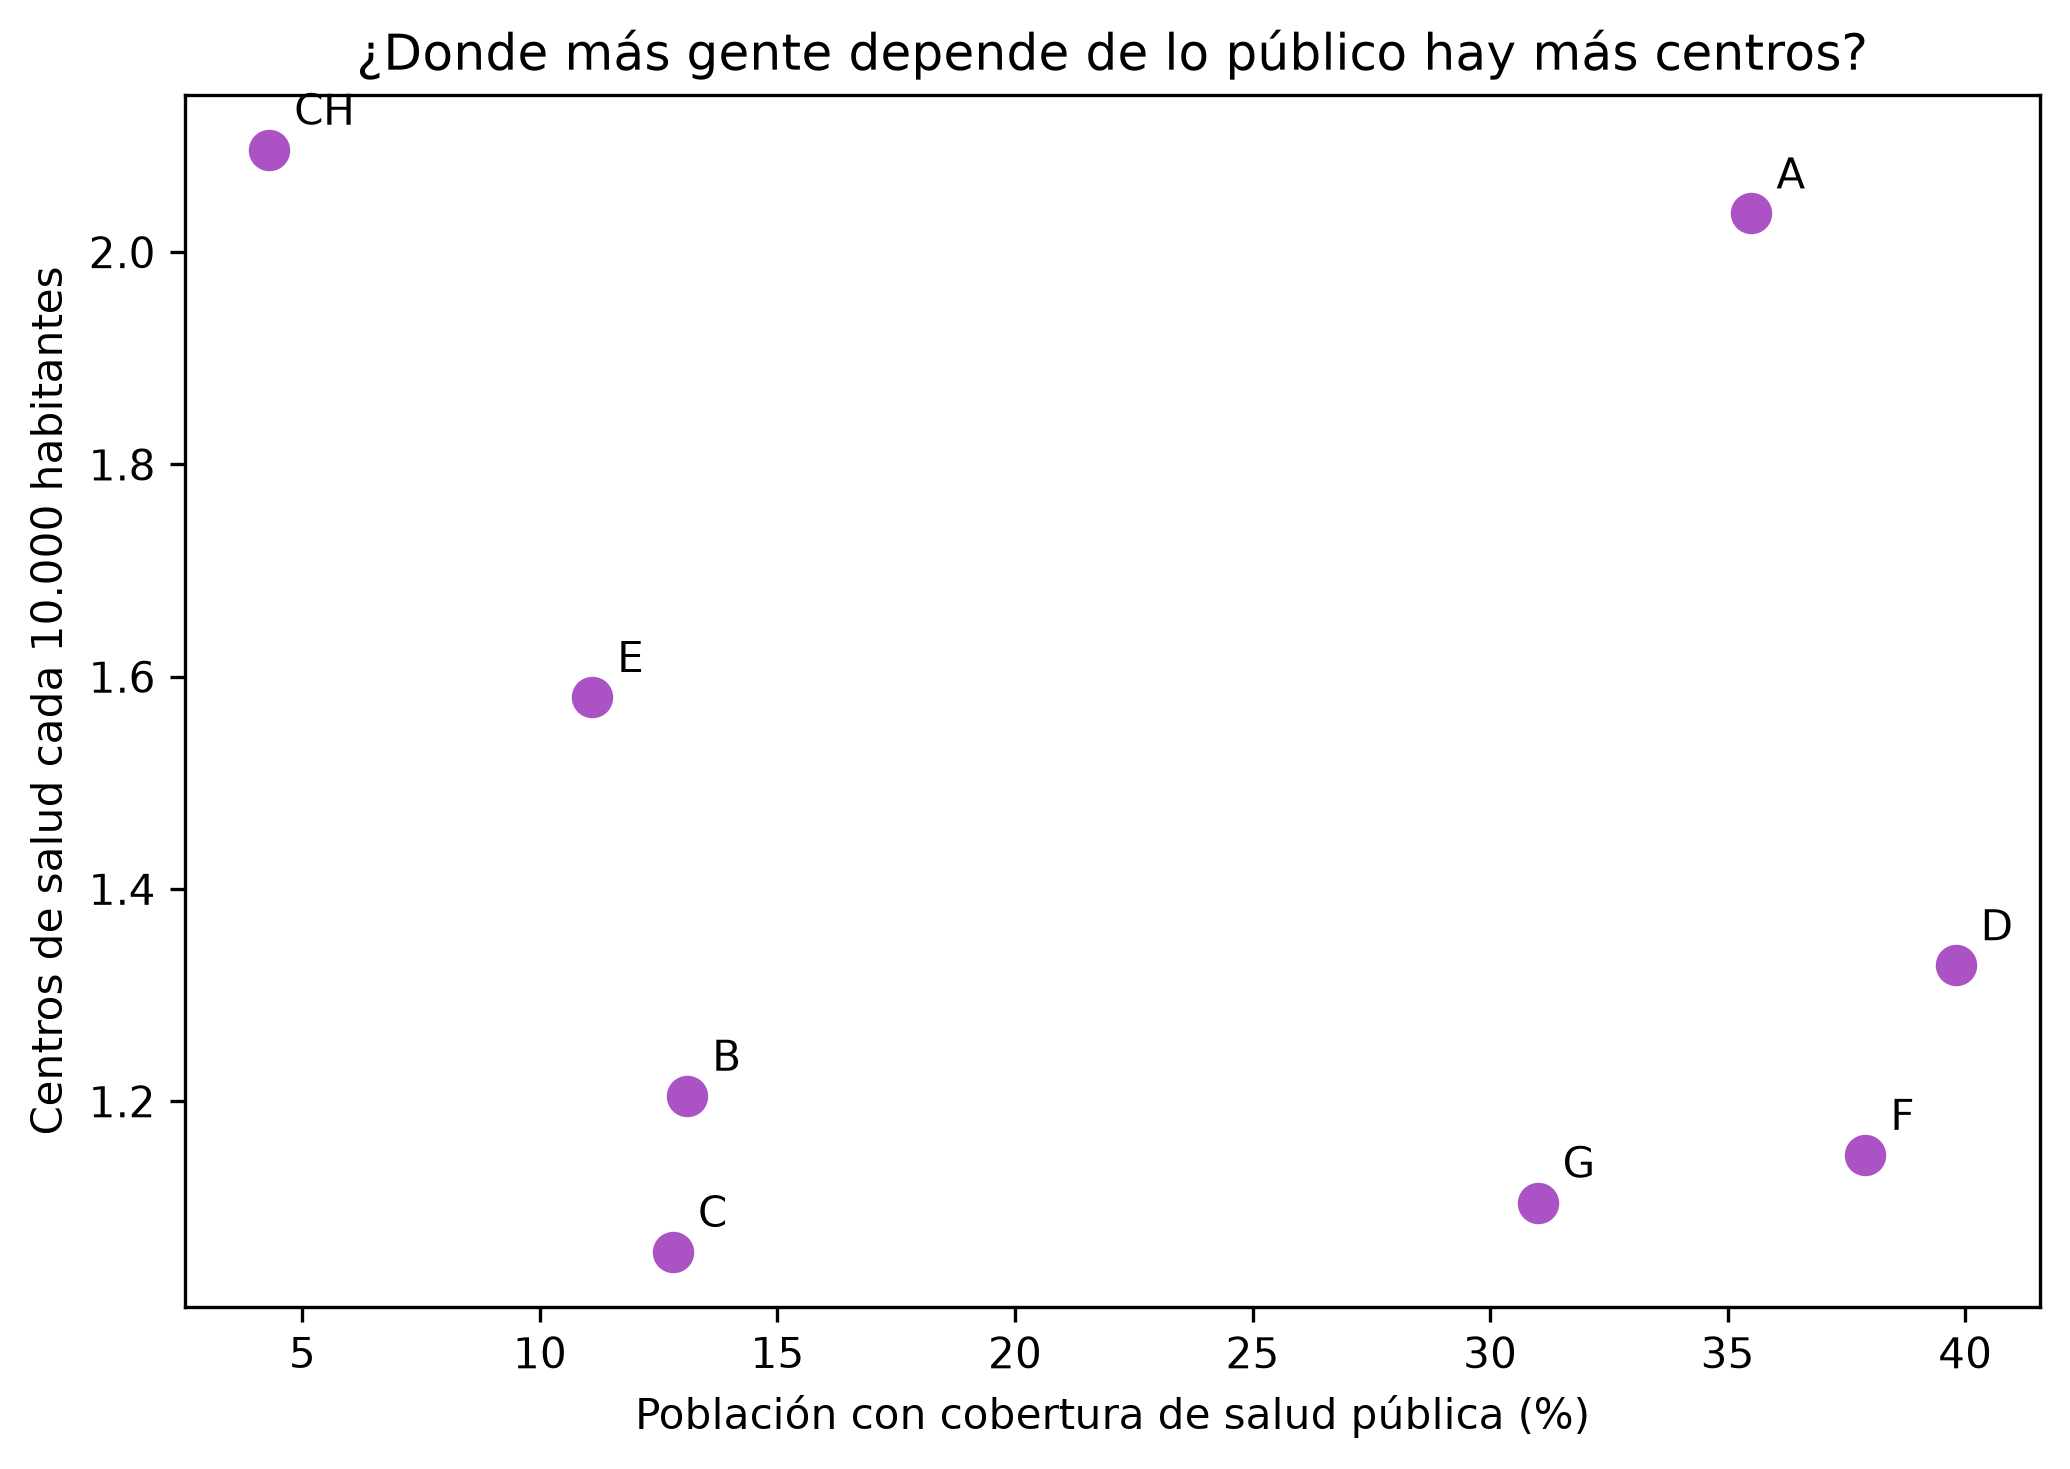 ¿Donde más gente depende de lo público hay más centros?
CH
A
E
D
B
F
G
C
Centros de salud cada 10.000 habitantes
2.0
1.8
1.6
1.4
1.2
5 10 15 20 25 30 35 40
Población con cobertura de salud pública (%)